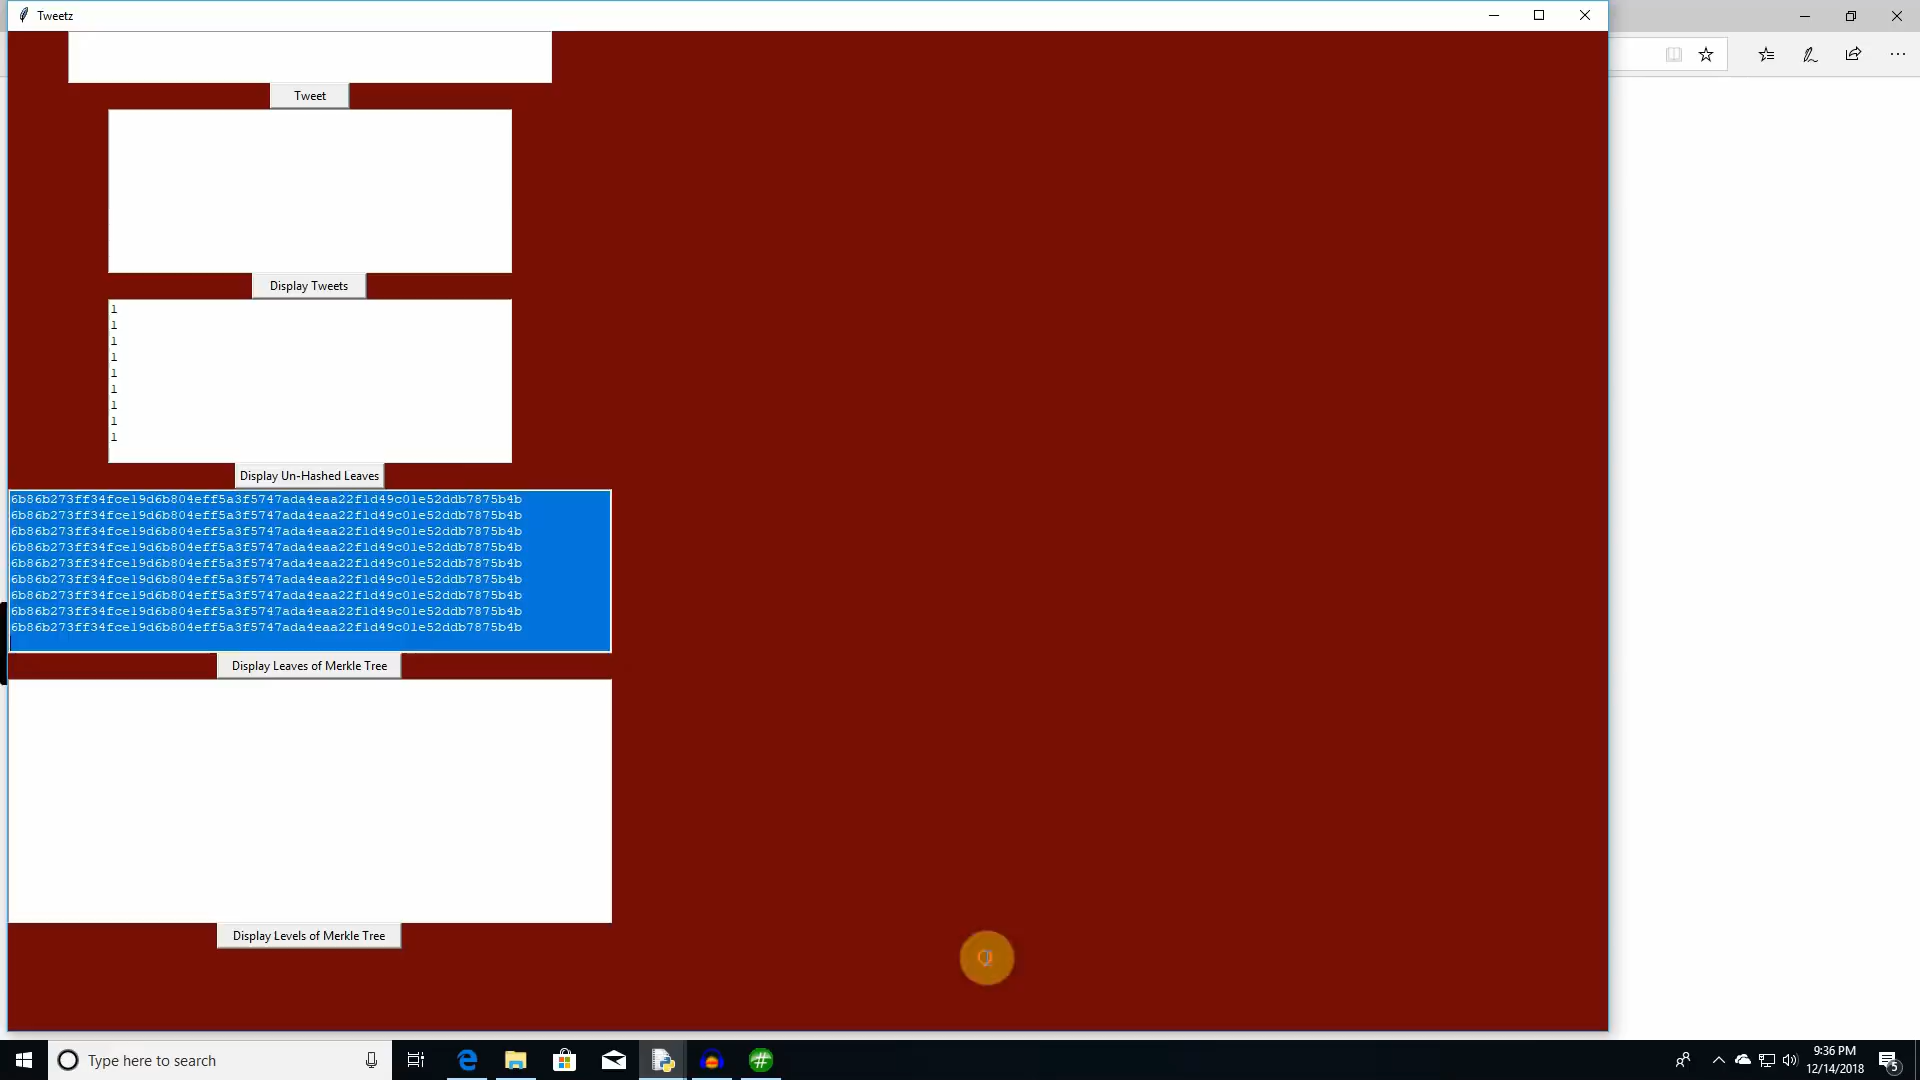 Tweetz
Tweet
Display Tweets
1
1
1
1
1
1
1
1
1
Display Un-Hashed Leaves
6b86b273ff34fce19d6b804eff5a3f5747ada4eaa22f1d49c01e52ddb7875b4b
6b86b273ff34fce19d6b804eff5a3f5747ada4eaa22f1d49c01e52ddb7875b4b
6b86b273ff34fce19d6b804eff5a3f5747ada4eaa22f1d49c01e52ddb7875b4b
6b86b273ff34fce19d6b804eff5a3f5747ada4eaa22f1d49c01e52ddb7875b4b
6b86b273ff34fce19d6b804eff5a3f5747ada4eaa22f1d49c01e52ddb7875b4b
6b86b273ff34fce19d6b804eff5a3f5747ada4eaa22f1d49c01e52ddb7875b4b
6b86b273ff34fce19d6b804eff5a3f5747ada4eaa22f1d49c01e52ddb7875b4b
6b86b273ff34fce19d6b804eff5a3f5747ada4eaa22f1d49c01e52ddb7875b4b
6b86b273ff34fce19d6b804eff5a3f5747ada4eaa22f1d49c01e52ddb7875b4b
Display Leaves of Merkle Tree
Display Levels of Merkle Tree
Type here to search
9:36 PM
12/14/2018
5